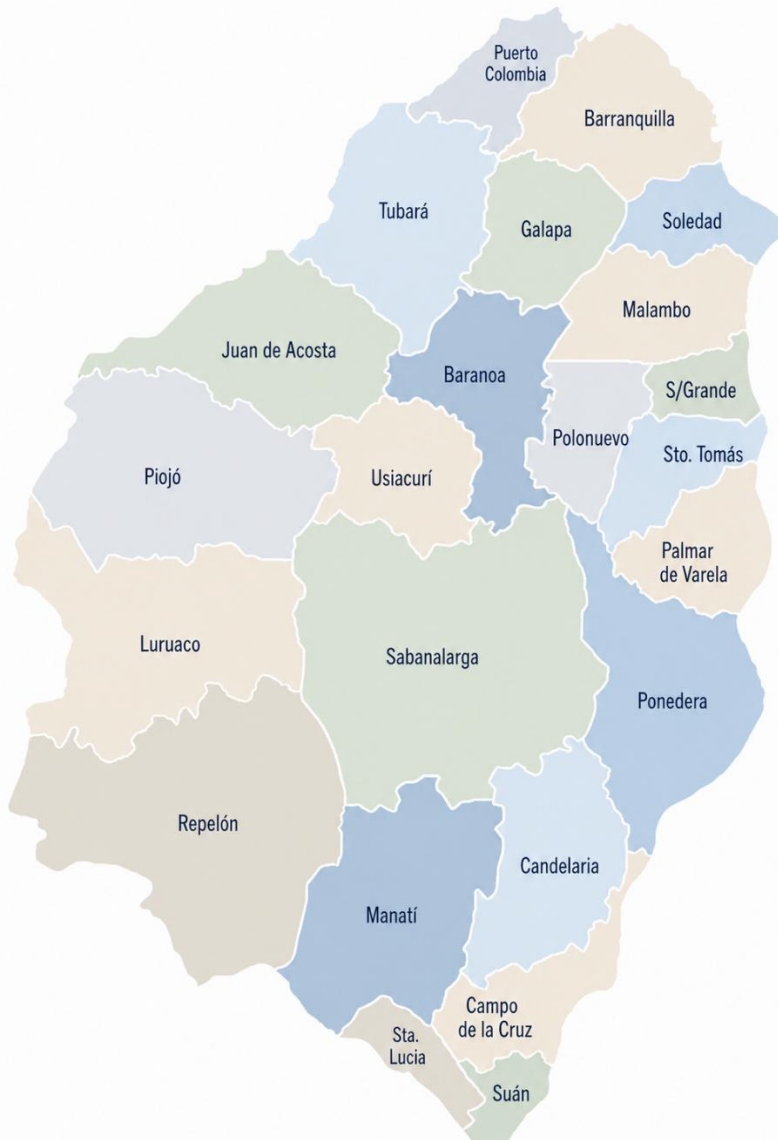 Puerto
Colombia
Barranquilla
Tubará
Galapa
Soledad
Malambo
Juan de Acosta
Baranoa
S/Grande
Polonuevo
Sto. Tomás
Piojó
Usiacurí
Palmar
de Varela
Luruaco
Sabanalarga
Ponedera
Repelón
Candelaria
Manatí
Campo
de la Cruz
Sta.
Lucia
Suán